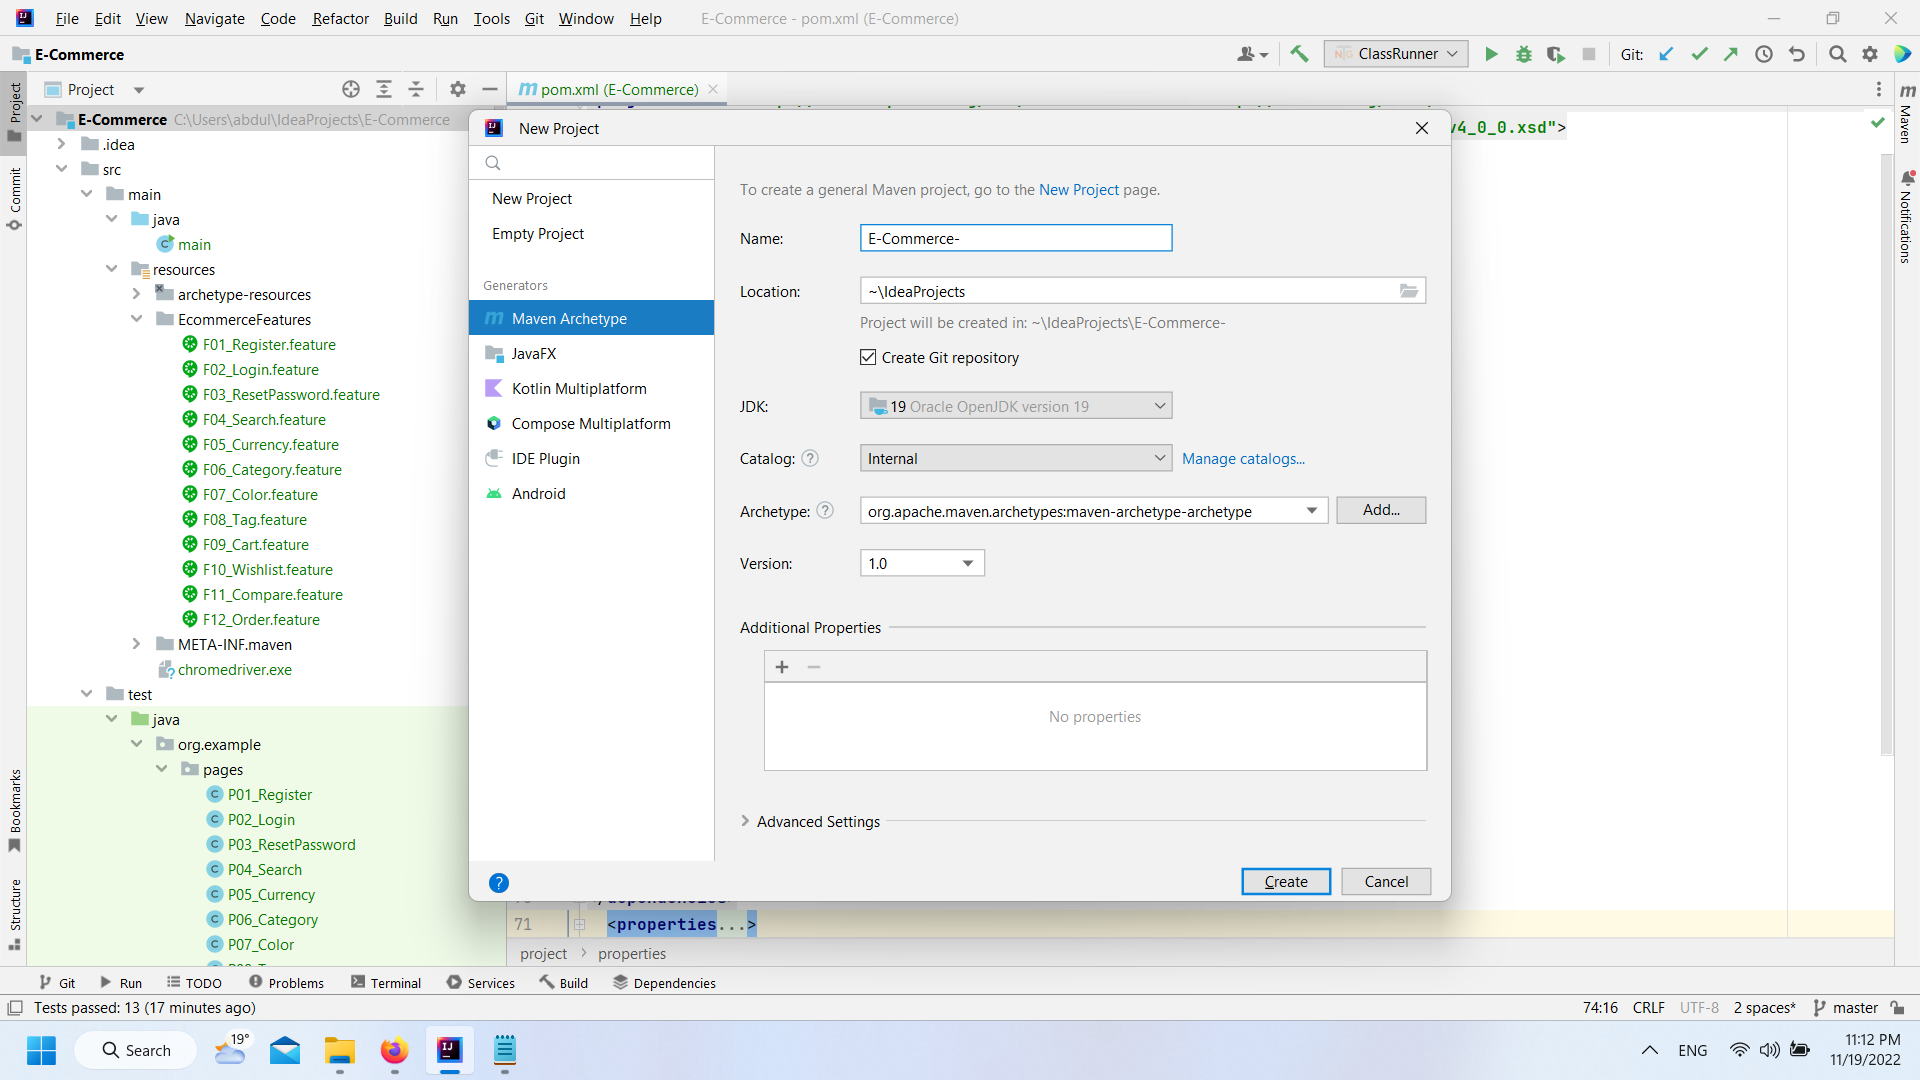 File Edit View Navigate Code Refactor Build Run Tools Git Window Help E-Commerce - pom.xml (E-Commerce)
E-Commerce
ClassRunner
Git:
Project
pom.xml (E-Commerce)
E-Commerce C:\Users\abdul\IdeaProjects\E-Commerce
.idea
src
main
java
main
resources
archetype-resources
EcommerceFeatures
F01_Register.feature
F02_Login.feature
F03_ResetPassword.feature
F04_Search.feature
F05_Currency.feature
F06_Category.feature
F07_Color.feature
F08_Tag.feature
F09_Cart.feature
F10_Wishlist.feature
F11_Compare.feature
F12_Order.feature
META-INF.maven
chromedriver.exe
test
java
org.example
pages
P01_Register
P02_Login
P03_ResetPassword
P04_Search
P05_Currency
P06_Category
P07_Color
Project
Commit
Bookmarks
Structure
v4_0_0.xsd">
Maven
Notifications
New Project
New Project
Empty Project
Generators
Maven Archetype
JavaFX
Kotlin Multiplatform
Compose Multiplatform
IDE Plugin
Android
To create a general Maven project, go to the New Project page.
Name: E-Commerce-
Location: ~\IdeaProjects
Project will be created in: ~\IdeaProjects\E-Commerce-
Create Git repository
JDK: 19 Oracle OpenJDK version 19
Catalog: Internal Manage catalogs...
Archetype: org.apache.maven.archetypes:maven-archetype-archetype Add...
Version: 1.0
Additional Properties
No properties
Advanced Settings
Create Cancel
71 <properties...>
project properties
Git Run TODO Problems Terminal Services Build Dependencies
Tests passed: 13 (17 minutes ago) 74:16 CRLF UTF-8 2 spaces* master
19°
Search
ENG
11:12 PM
11/19/2022